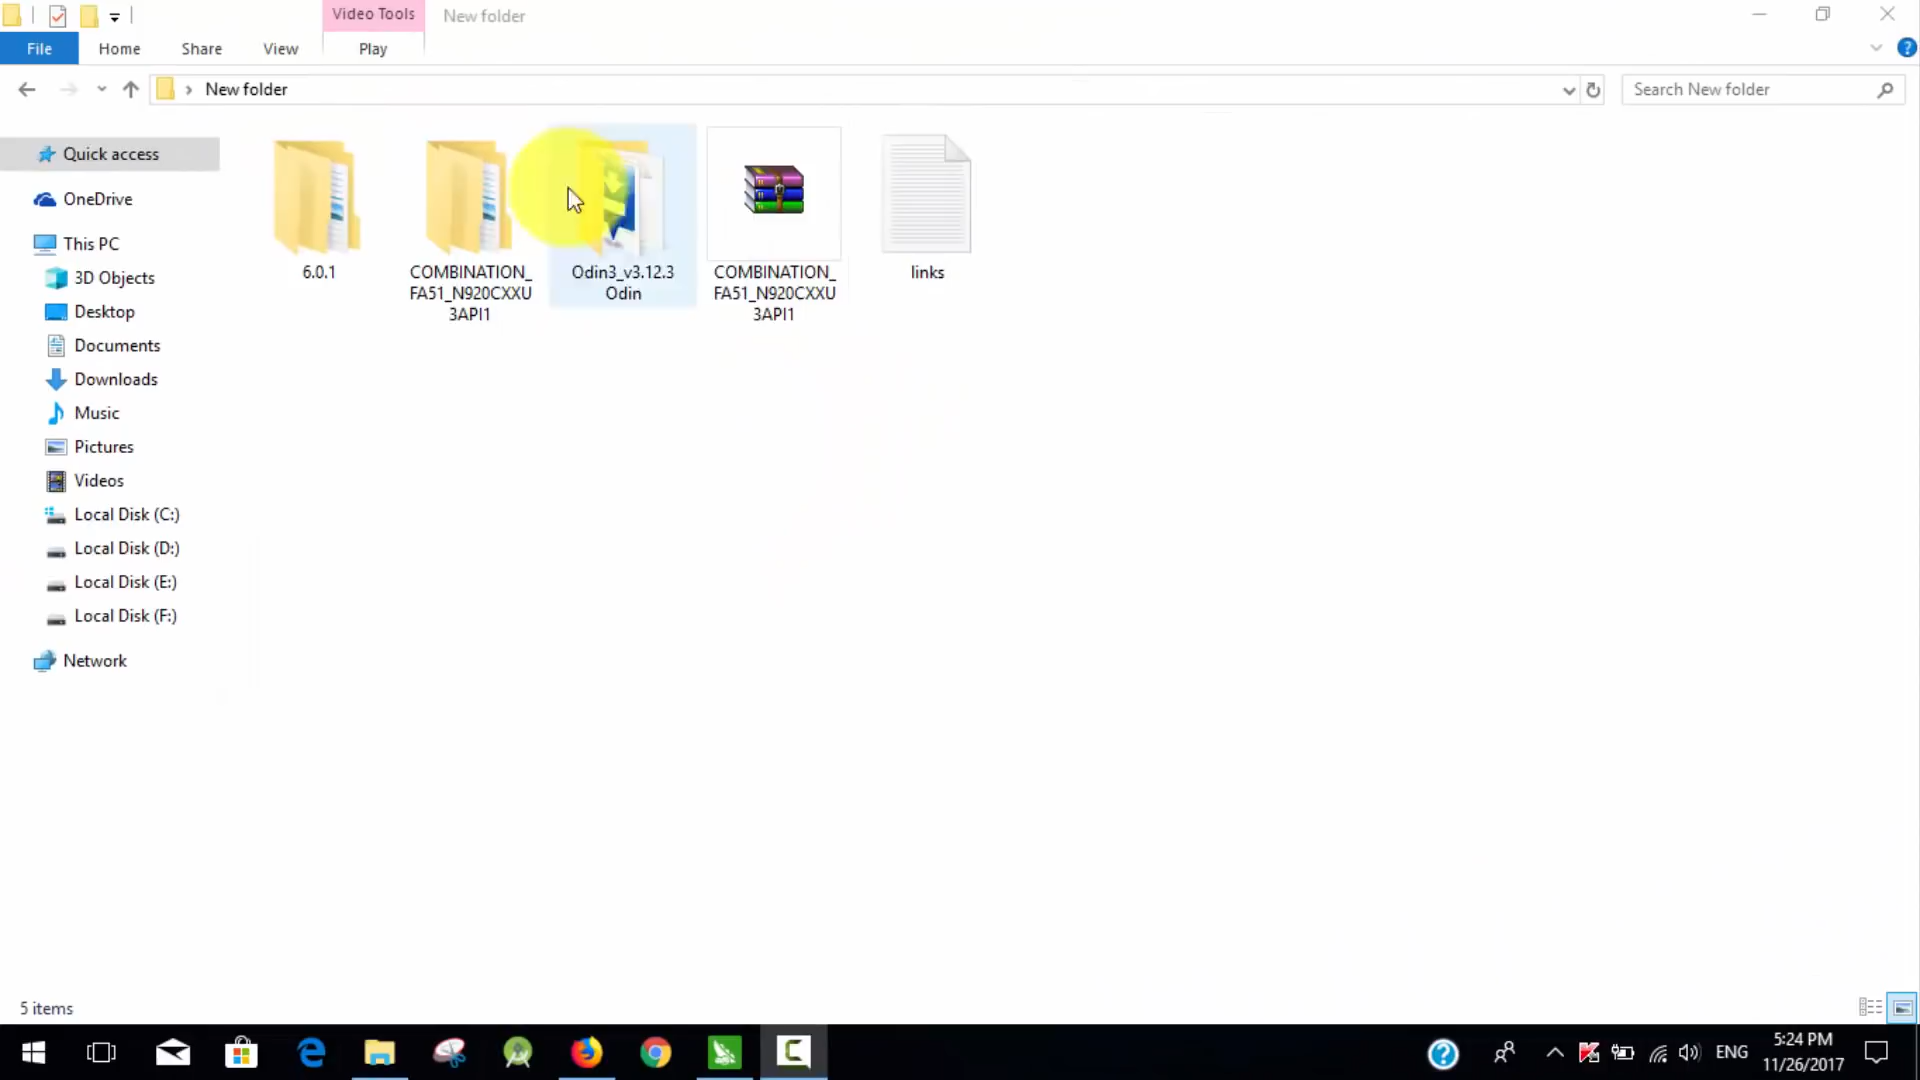 Video Tools
New folder
File
Home
Share
View
Play
New folder
Search New folder
Quick access
OneDrive
This PC
3D Objects
Desktop
Documents
Downloads
Music
Pictures
Videos
Local Disk (C:)
Local Disk (D:)
Local Disk (E:)
Local Disk (F:)
Network
6.0.1
COMBINATION_
FA51_N920CXXU
3API1
Odin3_v3.12.3
Odin
COMBINATION_
FA51_N920CXXU
3API1
links
5 items
ENG
5:24 PM
11/26/2017